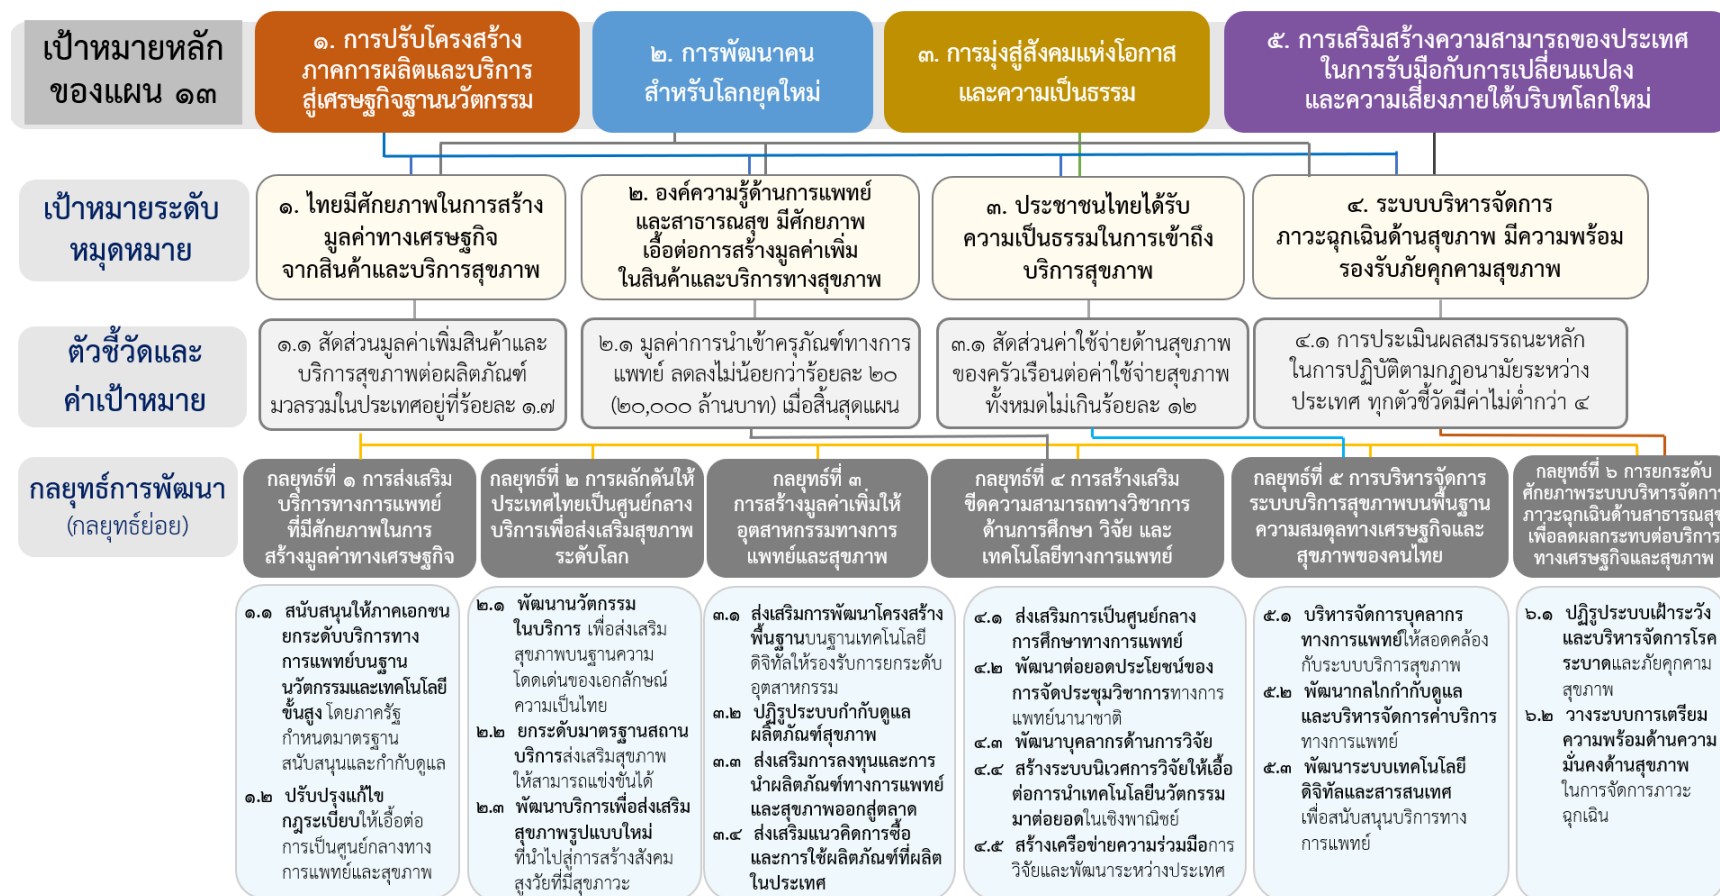 เป้าหมายหลัก
ของแผน ๑๓
๑. การปรับโครงสร้าง
ภาคการผลิตและบริการ
สู่เศรษฐกิจฐานนวัตกรรม
๒. การพัฒนาคน
สำหรับโลกยุคใหม่
๓. การมุ่งสู่สังคมแห่งโอกาส
และความเป็นธรรม
๕. การเสริมสร้างความสามารถของประเทศ
ในการรับมือกับการเปลี่ยนแปลง
และความเสี่ยงภายใต้บริบทโลกใหม่
เป้าหมายระดับ
หมุดหมาย
๑. ไทยมีศักยภาพในการสร้าง
มูลค่าทางเศรษฐกิจ
จากสินค้าและบริการสุขภาพ
๒. องค์ความรู้ด้านการแพทย์
และสาธารณสุข มีศักยภาพ
เอื้อต่อการสร้างมูลค่าเพิ่ม
ในสินค้าและบริการทางสุขภาพ
๓. ประชาชนไทยได้รับ
ความเป็นธรรมในการเข้าถึง
บริการสุขภาพ
๔. ระบบบริหารจัดการ
ภาวะฉุกเฉินด้านสุขภาพ มีความพร้อม
รองรับภัยคุกคามสุขภาพ
ตัวชี้วัดและ
ค่าเป้าหมาย
๑.๑ สัดส่วนมูลค่าเพิ่มสินค้าและ
บริการสุขภาพต่อผลิตภัณฑ์
มวลรวมในประเทศอยู่ที่ร้อยละ ๑.๗
๒.๑ มูลค่าการนำเข้าครุภัณฑ์ทางการ
แพทย์ ลดลงไม่น้อยกว่าร้อยละ ๒๐
(๒๐,๐๐๐ ล้านบาท) เมื่อสิ้นสุดแผน
๓.๑ สัดส่วนค่าใช้จ่ายด้านสุขภาพ
ของครัวเรือนต่อค่าใช้จ่ายสุขภาพ
ทั้งหมดไม่เกินร้อยละ ๑๒
๔.๑ การประเมินผลสมรรถนะหลัก
ในการปฏิบัติตามกฎอนามัยระหว่าง
ประเทศ ทุกตัวชี้วัดมีค่าไม่ต่ำกว่า ๔
กลยุทธ์การพัฒนา
(กลยุทธ์ย่อย)
กลยุทธ์ที่ ๑ การส่งเสริม
บริการทางการแพทย์
ที่มีศักยภาพในการ
สร้างมูลค่าทางเศรษฐกิจ
กลยุทธ์ที่ ๒ การผลักดันให้
ประเทศไทยเป็นศูนย์กลาง
บริการเพื่อส่งเสริมสุขภาพ
ระดับโลก
กลยุทธ์ที่ ๓
การสร้างมูลค่าเพิ่มให้
อุตสาหกรรมทางการ
แพทย์และสุขภาพ
กลยุทธ์ที่ ๔ การสร้างเสริม
ขีดความสามารถทางวิชาการ
ด้านการศึกษา วิจัย และ
เทคโนโลยีทางการแพทย์
กลยุทธ์ที่ ๕ การบริหารจัดการ
ระบบบริการสุขภาพบนพื้นฐาน
ความสมดุลทางเศรษฐกิจและ
สุขภาพของคนไทย
กลยุทธ์ที่ ๖ การยกระดับ
ศักยภาพระบบบริหารจัดการ
ภาวะฉุกเฉินด้านสาธารณสุข
เพื่อลดผลกระทบต่อบริการ
ทางเศรษฐกิจและสุขภาพ
๑.๑ สนับสนุนให้ภาคเอกชน
ยกระดับบริการทาง
การแพทย์บนฐาน
นวัตกรรมและเทคโนโลยี
ขั้นสูง โดยภาครัฐ
กำหนดมาตรฐาน
สนับสนุนและกำกับดูแล
๑.๒ ปรับปรุงแก้ไข
กฎระเบียบให้เอื้อต่อ
การเป็นศูนย์กลางทาง
การแพทย์และสุขภาพ
๒.๑ พัฒนานวัตกรรม
ในบริการ เพื่อส่งเสริม
สุขภาพบนฐานความ
โดดเด่นของเอกลักษณ์
ความเป็นไทย
๒.๒ ยกระดับมาตรฐานสถาน
บริการส่งเสริมสุขภาพ
ให้สามารถแข่งขันได้
๒.๓ พัฒนาบริการเพื่อส่งเสริม
สุขภาพรูปแบบใหม่
ที่นำไปสู่การสร้างสังคม
สูงวัยที่มีสุขภาวะ
๓.๑ ส่งเสริมการพัฒนาโครงสร้าง
พื้นฐานบนฐานเทคโนโลยี
ดิจิทัลให้รองรับการยกระดับ
อุตสาหกรรม
๓.๒ ปฏิรูประบบกำกับดูแล
ผลิตภัณฑ์สุขภาพ
๓.๓ ส่งเสริมการลงทุนและการ
นำผลิตภัณฑ์ทางการแพทย์
และสุขภาพออกสู่ตลาด
๓.๔ ส่งเสริมแนวคิดการซื้อ
และการใช้ผลิตภัณฑ์ที่ผลิต
ในประเทศ
๔.๑ ส่งเสริมการเป็นศูนย์กลาง
การศึกษาทางการแพทย์
๔.๒ พัฒนาต่อยอดประโยชน์ของ
การจัดประชุมวิชาการทางการ
แพทย์นานาชาติ
๔.๓ พัฒนาบุคลากรด้านการวิจัย
๔.๔ สร้างระบบนิเวศการวิจัยให้เอื้อ
ต่อการนำเทคโนโลยีนวัตกรรม
มาต่อยอดในเชิงพาณิชย์
๔.๕ สร้างเครือข่ายความร่วมมือการ
วิจัยและพัฒนาระหว่างประเทศ
๕.๑ บริหารจัดการบุคลากร
ทางการแพทย์ให้สอดคล้อง
กับระบบบริการสุขภาพ
๕.๒ พัฒนากลไกกำกับดูแล
และบริหารจัดการค่าบริการ
ทางการแพทย์
๕.๓ พัฒนาระบบเทคโนโลยี
ดิจิทัลและสารสนเทศ
เพื่อสนับสนุนบริการทาง
การแพทย์
๖.๑ ปฏิรูประบบเฝ้าระวัง
และบริหารจัดการโรค
ระบาดและภัยคุกคาม
สุขภาพ
๖.๒ วางระบบการเตรียม
ความพร้อมด้านความ
มั่นคงด้านสุขภาพ
ในการจัดการภาวะ
ฉุกเฉิน